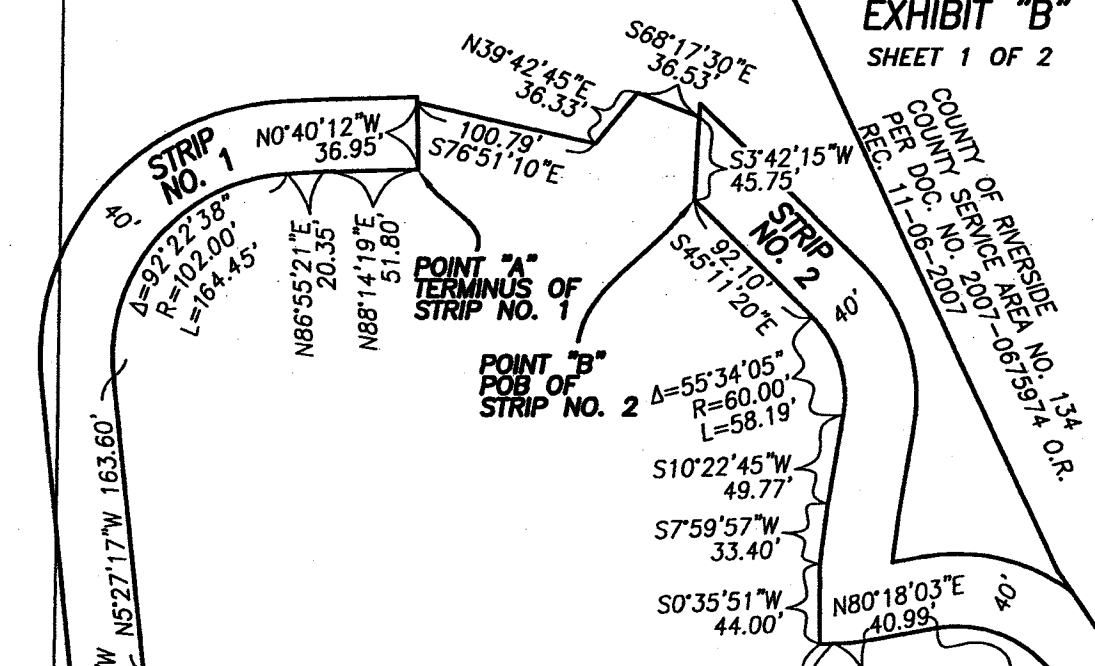 EXHIBIT "B"
SHEET 1 OF 2
COUNTY OF RIVERSIDE
COUNTY SERVICE AREA NO. 134
PER DOC. NO. 2007-0675974 O.R.
REC. 11-06-2007
S68°17'30"E
36.53'
N39°42'45"E
36.33'
100.79'
S76°51'10"E
N0°40'12"W
36.95'
STRIP
NO. 1
40'
Δ=92°22'38"
R=102.00'
L=164.45'
N86°55'21"E
20.35'
N88°14'19"E
51.80'
POINT "A"
TERMINUS OF
STRIP NO. 1
S3°42'15"W
45.75'
STRIP
NO. 2
92.10'
S45°11'20"E
40'
POINT "B"
POB OF
STRIP NO. 2
Δ=55°34'05"
R=60.00'
L=58.19'
S10°22'45"W
49.77'
S7°59'57"W
33.40'
S0°35'51"W
44.00'
N80°18'03"E
40.99'
40'
N5°27'17"W 163.60'
W